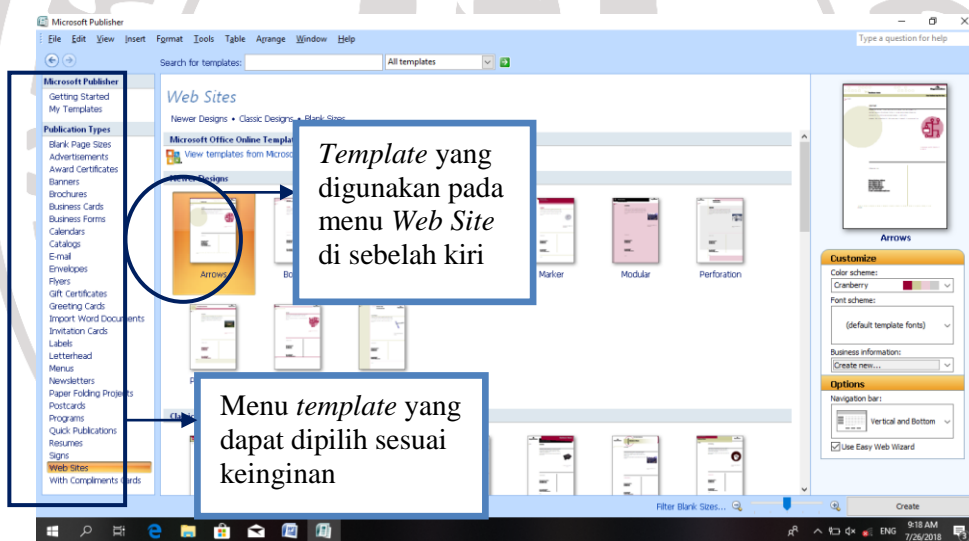 Microsoft Publisher
File Edit View Insert Format Tools Table Arrange Window Help
Type a question for help
Search for templates:
All templates
Microsoft Publisher
Getting Started
My Templates
Publication Types
Blank Page Sizes
Advertisements
Award Certificates
Banners
Brochures
Business Cards
Business Forms
Calendars
Catalogs
E-mail
Envelopes
Flyers
Gift Certificates
Greeting Cards
Import Word Documents
Invitation Cards
Labels
Letterhead
Menus
Newsletters
Paper Folding Projects
Postcards
Programs
Quick Publications
Resumes
Signs
Web Sites
With Compliments Cards
Web Sites
Newer Designs • Classic Designs • Blank Sizes
Microsoft Office Online
View templates from
Newer Designs
Arrows
Marker
Modular
Perforation
Template yang
digunakan pada
menu Web Site
di sebelah kiri
Menu template yang
dapat dipilih sesuai
keinginan
Arrows
Customize
Color scheme:
Cranberry
Font scheme:
(default template fonts)
Business information:
Create new...
Options
Navigation bar:
Vertical and Bottom
Use Easy Web Wizard
Filter Blank Sizes...
Create
ENG
9:18 AM
7/26/2018